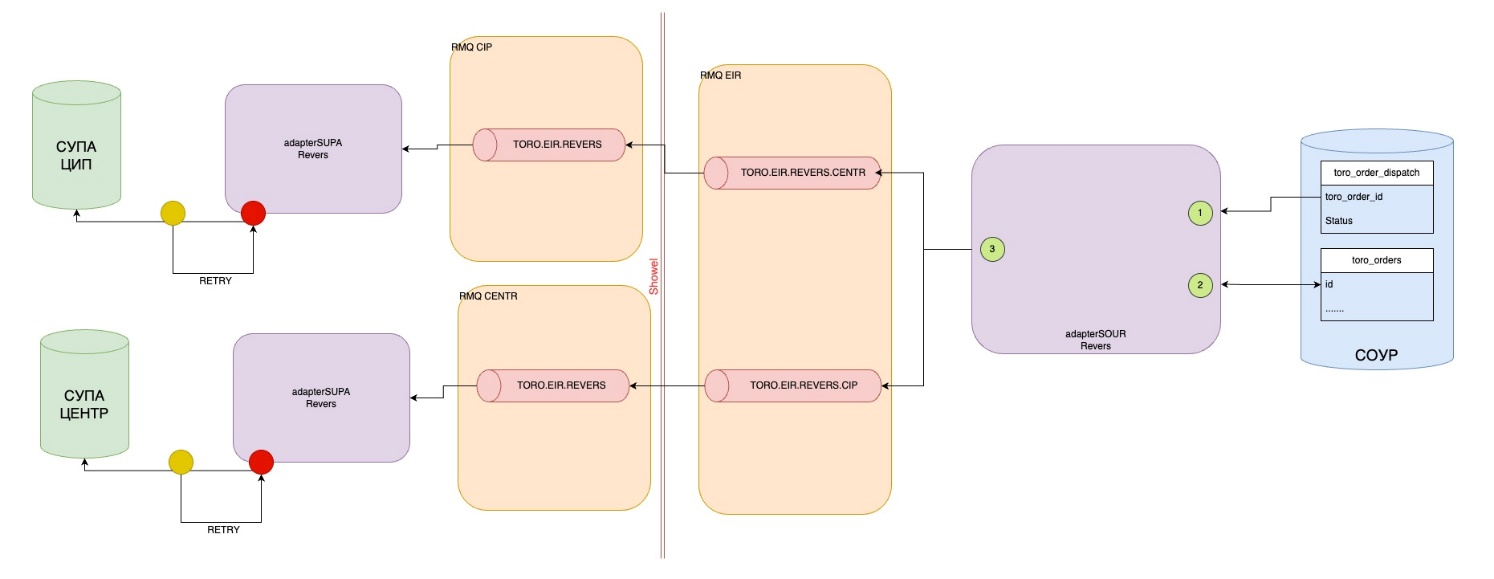 RMQ CIP
СУПА
ЦИП
adapterSUPA
Revers
TORO.EIR.REVERS
RETRY
RMQ CENTR
СУПА
ЦЕНТР
adapterSUPA
Revers
TORO.EIR.REVERS
RETRY
Showel
RMQ EIR
TORO.EIR.REVERS.CENTR
TORO.EIR.REVERS.CIP
3
1
2
adapterSOUR
Revers
toro_order_dispatch
toro_order_id
Status
toro_orders
id
.......
СОУР